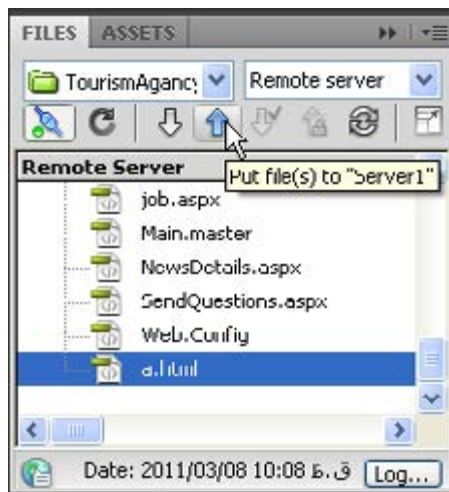 FILES ASSETS
TourismAgancy Remote server
Put file(s) to "Server1"
Remote Server
job.aspx
Main.master
NewsDetails.aspx
SendQuestions.aspx
Web.Config
a.html
Date: 2011/03/08 10:08 ق.ظ Log...